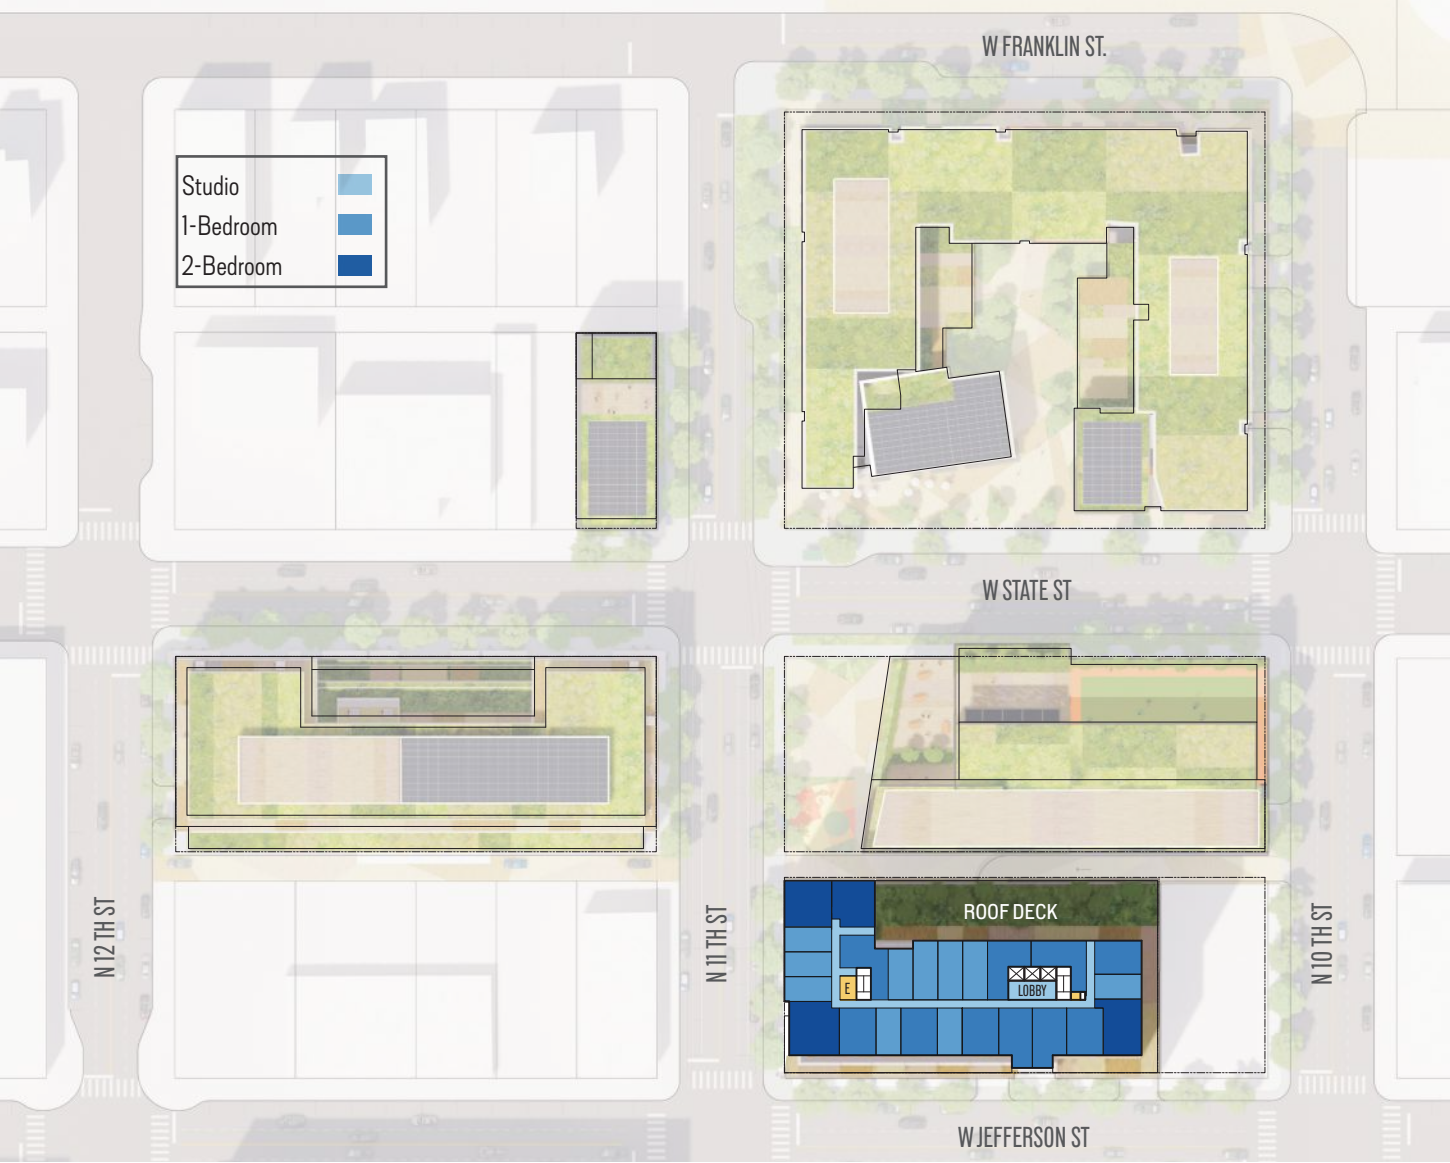 W FRANKLIN ST.
Studio
1-Bedroom
2-Bedroom
W STATE ST
N 12 TH ST
N 11 TH ST
N 10 TH ST
ROOF DECK
E
LOBBY
W JEFFERSON ST